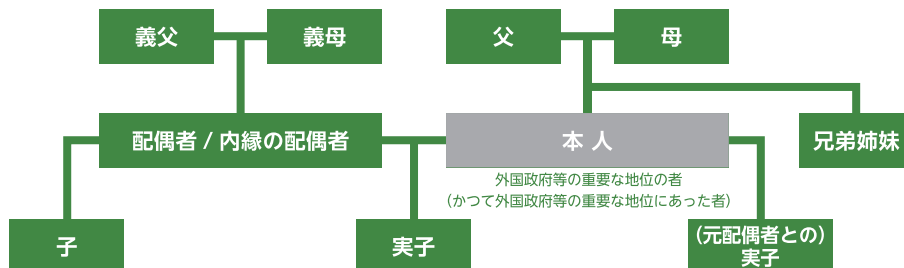 義父
義母
父
母
配偶者 / 内縁の配偶者
本人
兄弟姉妹
外国政府等の重要な地位の者
（かつて外国政府等の重要な地位にあった者）
子
実子
（元配偶者との）
実子